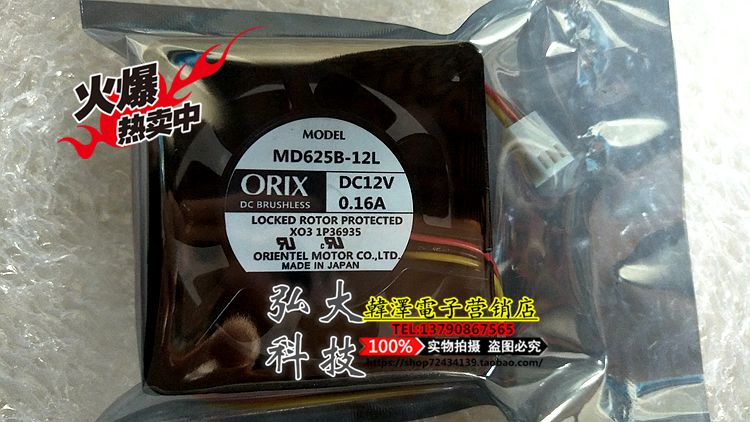 火爆
热卖中
MODEL
MD625B-12L
ORIX
DC BRUSHLESS
DC12V
0.16A
LOCKED ROTOR PROTECTED
XO3 1P36935
ORIENTEL MOTOR CO.,LTD.
MADE IN JAPAN
弘大
科技
韓澤電子营销店
TEL:13790867565
100% 实物拍摄 盗图必究
https://shop72434139.taobao.com/